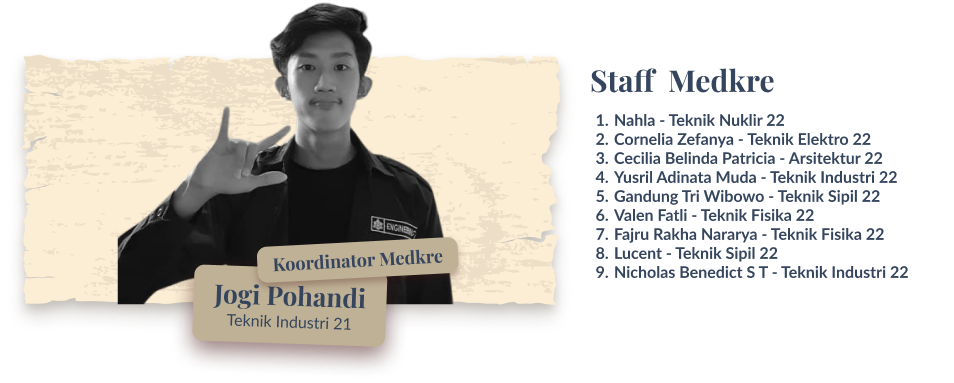 ENGINEERING
Koordinator Medkre
Jogi Pohandi
Teknik Industri 21
Staff Medkre
1. Nahla - Teknik Nuklir 22
2. Cornelia Zefanya - Teknik Elektro 22
3. Cecilia Belinda Patricia - Arsitektur 22
4. Yusril Adinata Muda - Teknik Industri 22
5. Gandung Tri Wibowo - Teknik Sipil 22
6. Valen Fatli - Teknik Fisika 22
7. Fajru Rakha Nararya - Teknik Fisika 22
8. Lucent - Teknik Sipil 22
9. Nicholas Benedict S T - Teknik Industri 22